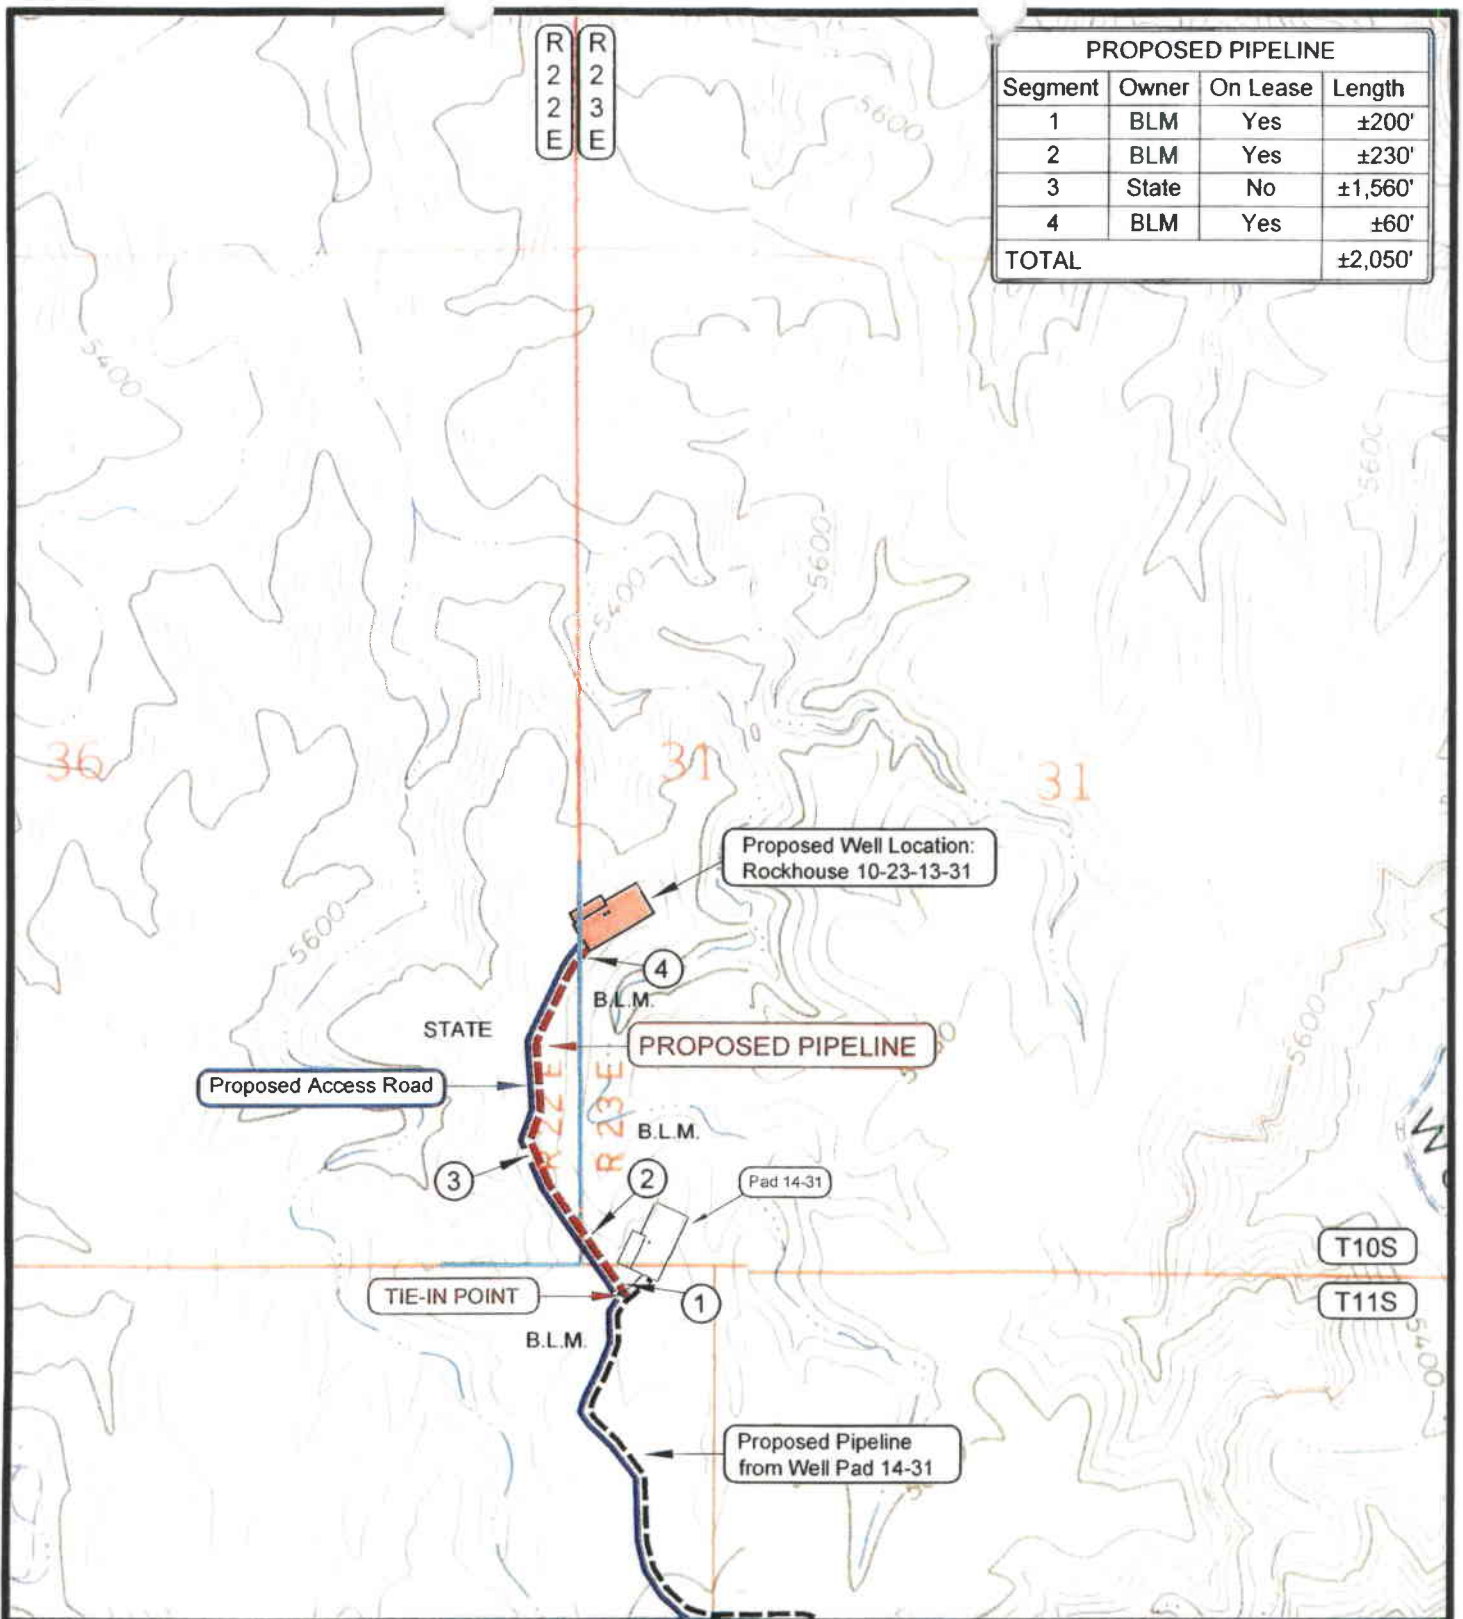 R R
2 2
2 3
E E
PROPOSED PIPELINE
Segment Owner On Lease Length
1 BLM Yes ±200'
2 BLM Yes ±230'
3 State No ±1,560'
4 BLM Yes ±60'
TOTAL ±2,050'
5600
5400
5600
5600
5400
36
31
31
Proposed Well Location:
Rockhouse 10-23-13-31
5600
4
B.L.M.
STATE
PROPOSED PIPELINE
5600
Proposed Access Road
R 22 E
R 23 E
B.L.M.
3
2
Pad 14-31
T10S
TIE-IN POINT
1
T11S
B.L.M.
5400
Proposed Pipeline
from Well Pad 14-31